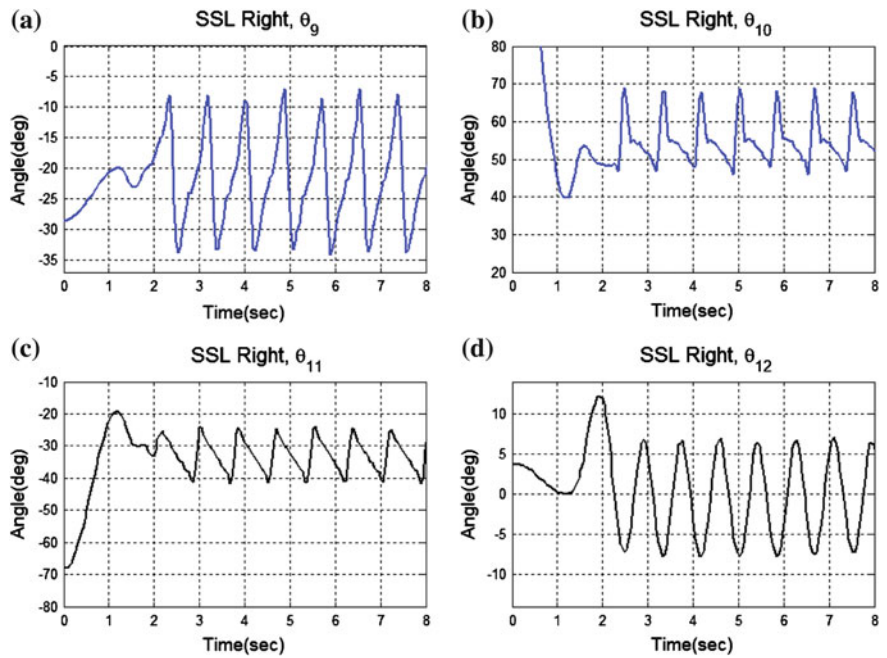 (a)
SSL Right, θ9
0
-5
-10
-15
-20
-25
-30
-35
Angle(deg)
0 1 2 3 4 5 6 7 8
Time(sec)
(b)
SSL Right, θ10
80
70
60
50
40
30
20
Angle(deg)
0 1 2 3 4 5 6 7 8
Time(sec)
(c)
SSL Right, θ11
-10
-20
-30
-40
-50
-60
-70
-80
Angle(deg)
0 1 2 3 4 5 6 7 8
Time(sec)
(d)
SSL Right, θ12
10
5
0
-5
-10
Angle(deg)
0 1 2 3 4 5 6 7 8
Time(sec)